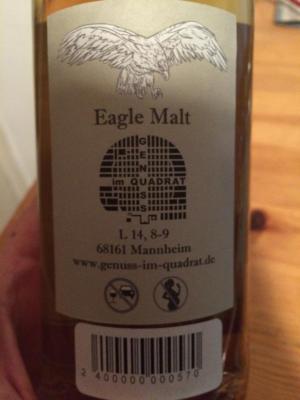 Eagle Malt
GENUSS
im QUADRAT
L 14, 8-9
68161 Mannheim
www.genuss-im-quadrat.de
2 400000 000570